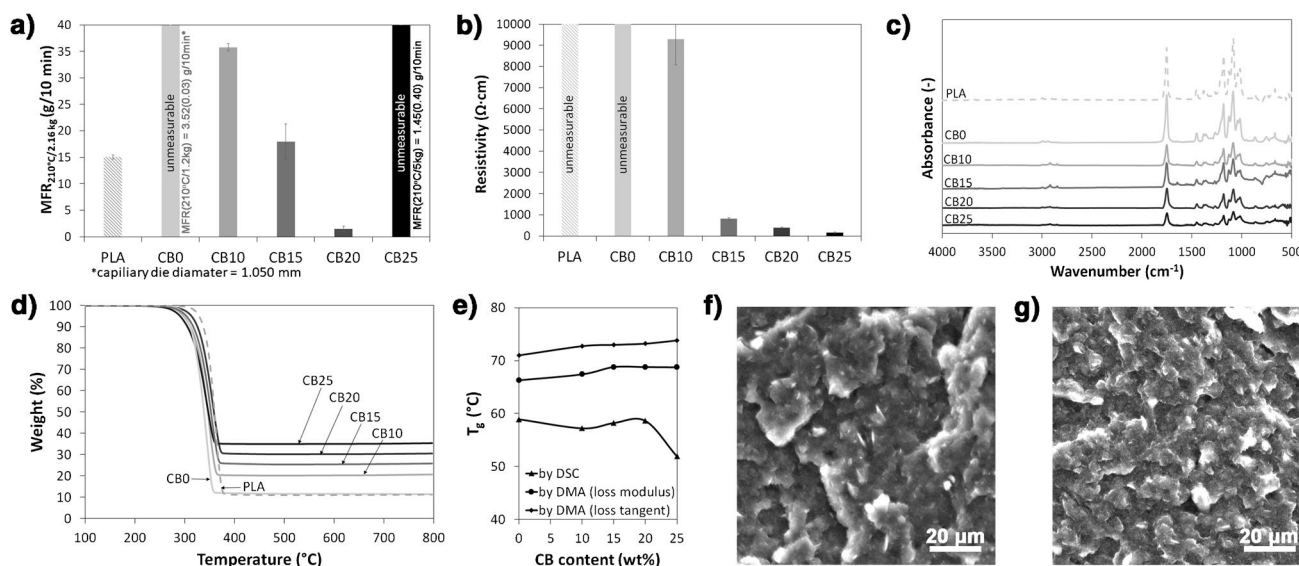 a)
MFR210°C/2.16 kg (g/10 min)
40
35
30
25
20
15
10
5
0
unmeasurable
MFR(210°C/1.2kg) = 3.52(0.03) g/10min*
unmeasurable
MFR(210°C/5kg) = 1.45(0.40) g/10min
PLA CB0 CB10 CB15 CB20 CB25
*capiliary die diamater = 1.050 mm
b)
Resistivity (Ω·cm)
10000
9000
8000
7000
6000
5000
4000
3000
2000
1000
0
unmeasurable
unmeasurable
PLA CB0 CB10 CB15 CB20 CB25
c)
Absorbance (-)
PLA
CB0
CB10
CB15
CB20
CB25
4000 3500 3000 2500 2000 1500 1000 500
Wavenumber (cm-1)
d)
Weight (%)
100
90
80
70
60
50
40
30
20
10
0
CB25
CB20
CB15
CB10
CB0
PLA
100 200 300 400 500 600 700 800
Temperature (°C)
e)
Tg (°C)
80
70
60
50
40
by DSC
by DMA (loss modulus)
by DMA (loss tangent)
0 5 10 15 20 25
CB content (wt%)
f)
20 µm
g)
20 µm